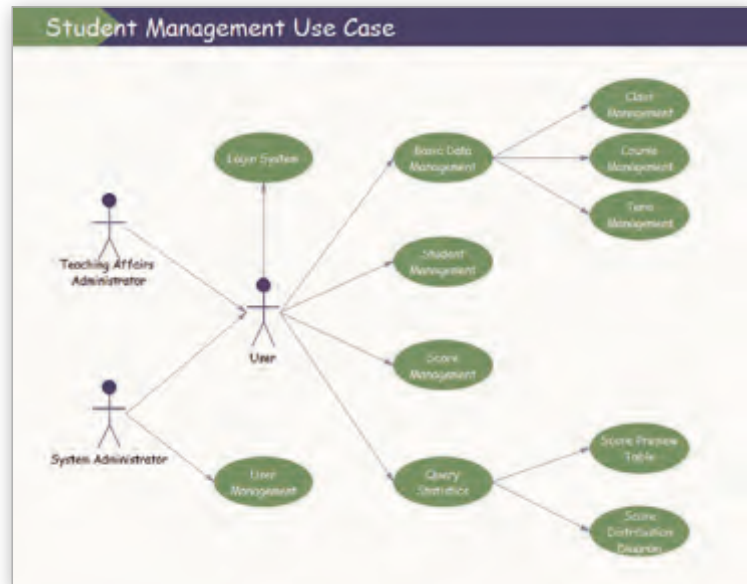 Student Management Use Case
Class
Management
Login System
Basic Data
Management
Course
Management
Term
Management
Teaching Affairs
Administrator
Student
Management
User
Score
Management
System Administrator
User
Management
Query
Statistics
Score Preview
Table
Score
Distribution
Diagram